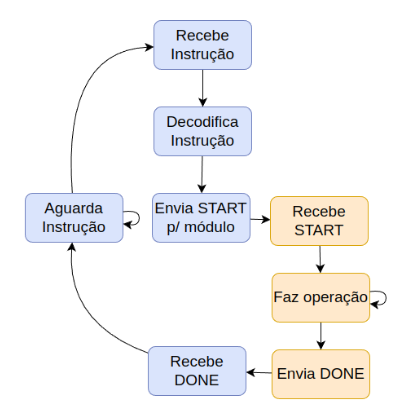 Recebe
Instrução
Decodifica
Instrução
Aguarda
Instrução
Envia START
p/ módulo
Recebe
START
Faz operação
Recebe
DONE
Envia DONE